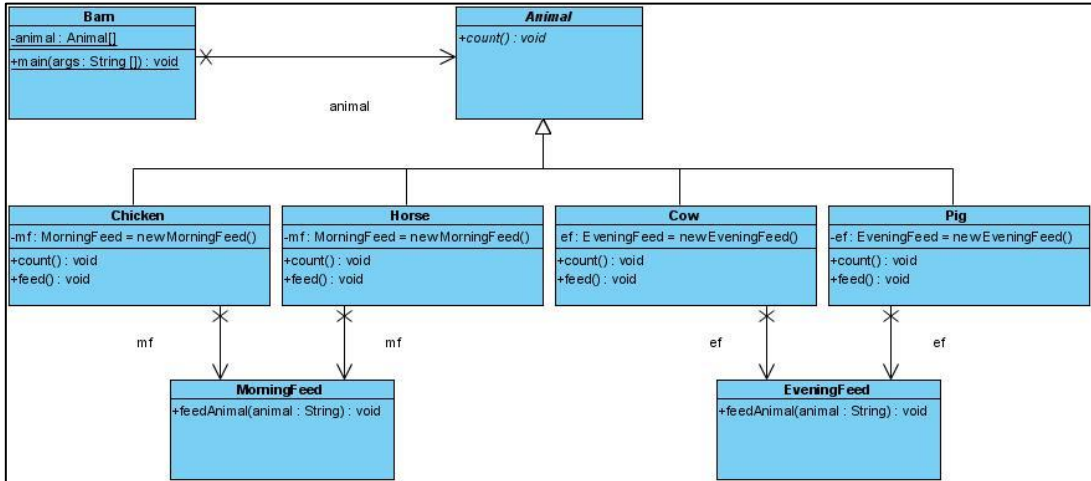 Barn
-animal : Animal[]
+main(args : String []) : void
Animal
+count() : void
animal
Chicken
-mf : MorningFeed = newMorningFeed()
+count() : void
+feed() : void
Horse
-mf : MorningFeed = newMorningFeed()
+count() : void
+feed() : void
Cow
ef : EveningFeed = newEveningFeed()
+count() : void
+feed() : void
Pig
-ef : EveningFeed = newEveningFeed()
+count() : void
+feed() : void
mf
mf
ef
ef
MorningFeed
+feedAnimal(animal : String) : void
EveningFeed
+feedAnimal(animal : String) : void